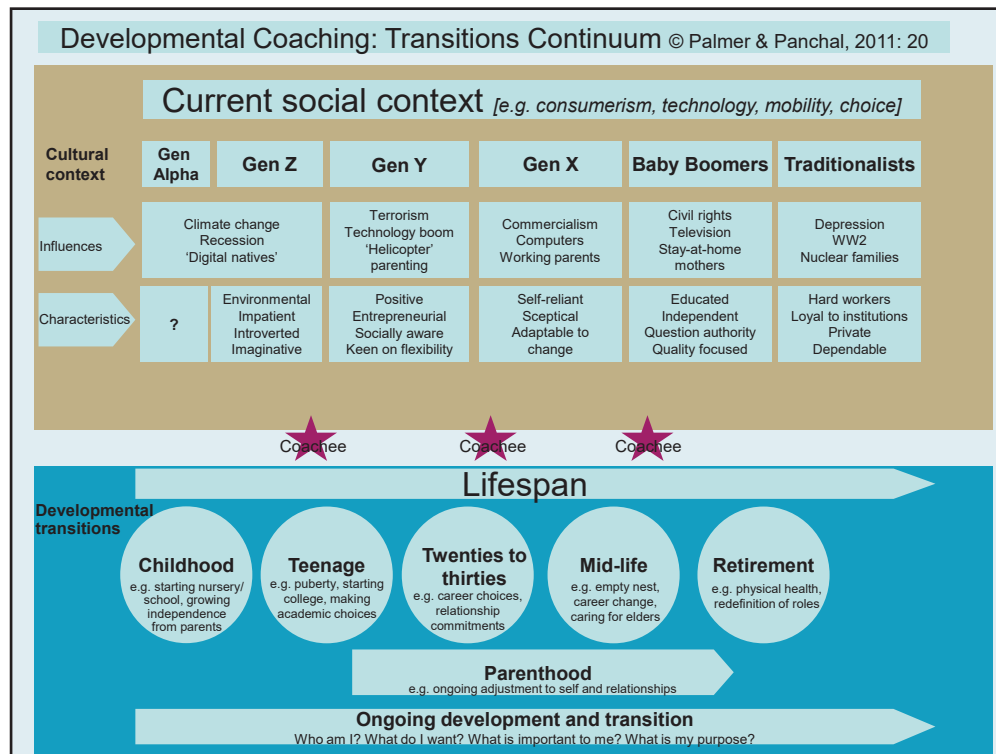 Developmental Coaching: Transitions Continuum © Palmer & Panchal, 2011: 20
Current social context [e.g. consumerism, technology, mobility, choice]
Cultural
context
Gen
Alpha
Gen Z
Gen Y
Gen X
Baby Boomers
Traditionalists
Influences
Climate change
Recession
‘Digital natives’
Terrorism
Technology boom
‘Helicopter’
parenting
Commercialism
Computers
Working parents
Civil rights
Television
Stay-at-home
mothers
Depression
WW2
Nuclear families
Characteristics
?
Environmental
Impatient
Introverted
Imaginative
Positive
Entrepreneurial
Socially aware
Keen on flexibility
Self-reliant
Sceptical
Adaptable to
change
Educated
Independent
Question authority
Quality focused
Hard workers
Loyal to institutions
Private
Dependable
Coachee
Coachee
Coachee
Lifespan
Developmental
transitions
Childhood
e.g. starting nursery/
school, growing
independence
from parents
Teenage
e.g. puberty, starting
college, making
academic choices
Twenties to
thirties
e.g. career choices,
relationship
commitments
Mid-life
e.g. empty nest,
career change,
caring for elders
Retirement
e.g. physical health,
redefinition of roles
Parenthood
e.g. ongoing adjustment to self and relationships
Ongoing development and transition
Who am I? What do I want? What is important to me? What is my purpose?